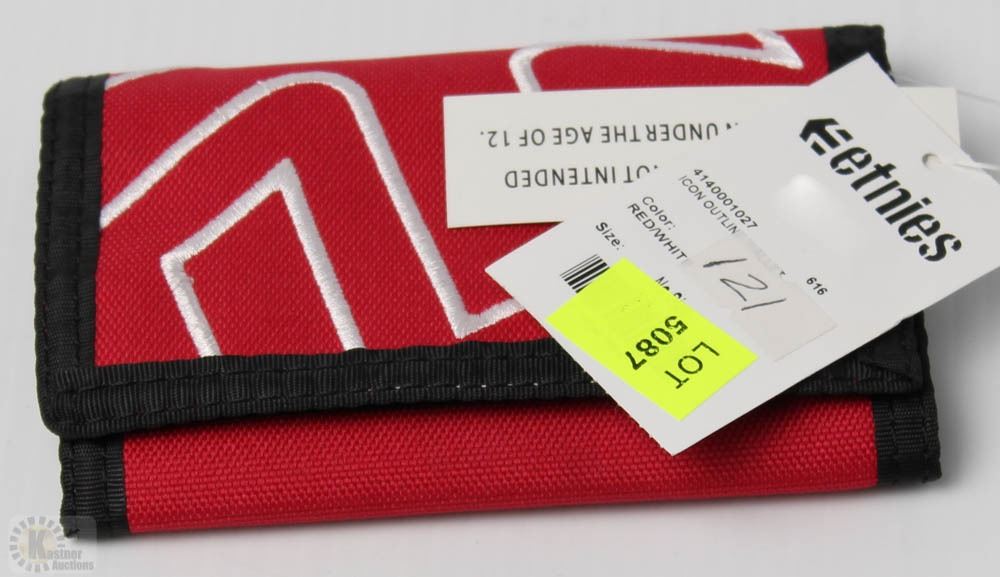 etnies
4140001027
ICON OUTLIN
616
Color:
RED/WHIT
Size:
121
LOT
5087
OT INTENDED
UNDER THE AGE OF 12.
Kastner
Auctions